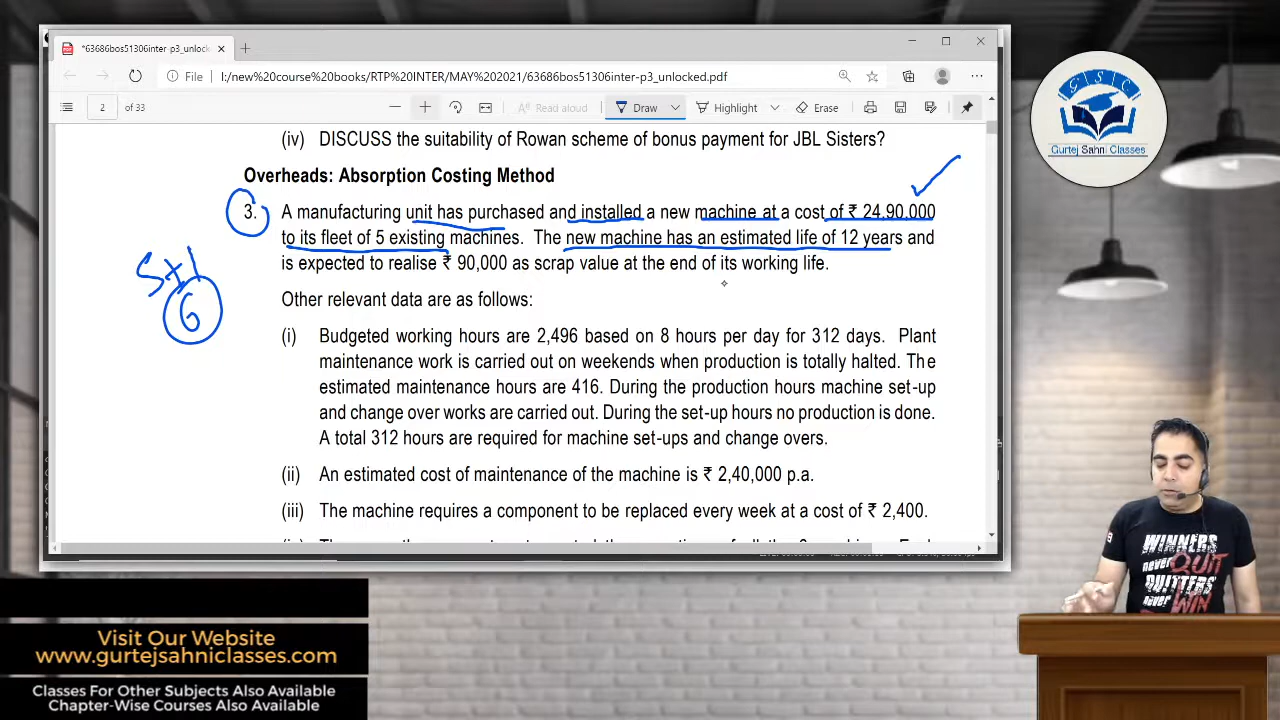 *63686bos51306inter-p3_unlock
File
I:/new%20course%20books/RTP%20INTER/MAY%202021/63686bos51306inter-p3_unlocked.pdf
2 of 33
Read aloud
Draw
Highlight
Erase
(iv) DISCUSS the suitability of Rowan scheme of bonus payment for JBL Sisters?
Overheads: Absorption Costing Method
3. A manufacturing unit has purchased and installed a new machine at a cost of ₹ 24,90,000
to its fleet of 5 existing machines. The new machine has an estimated life of 12 years and
is expected to realise ₹ 90,000 as scrap value at the end of its working life.
5+1
6
Other relevant data are as follows:
(i) Budgeted working hours are 2,496 based on 8 hours per day for 312 days. Plant
maintenance work is carried out on weekends when production is totally halted. The
estimated maintenance hours are 416. During the production hours machine set-up
and change over works are carried out. During the set-up hours no production is done.
A total 312 hours are required for machine set-ups and change overs.
(ii) An estimated cost of maintenance of the machine is ₹ 2,40,000 p.a.
(iii) The machine requires a component to be replaced every week at a cost of ₹ 2,400.
GSC
Gurtej Sahni Classes
WINNERS
never QUIT
QUITTERS
never WIN
Visit Our Website
www.gurtejsahniclasses.com
Classes For Other Subjects Also Available
Chapter-Wise Courses Also Available